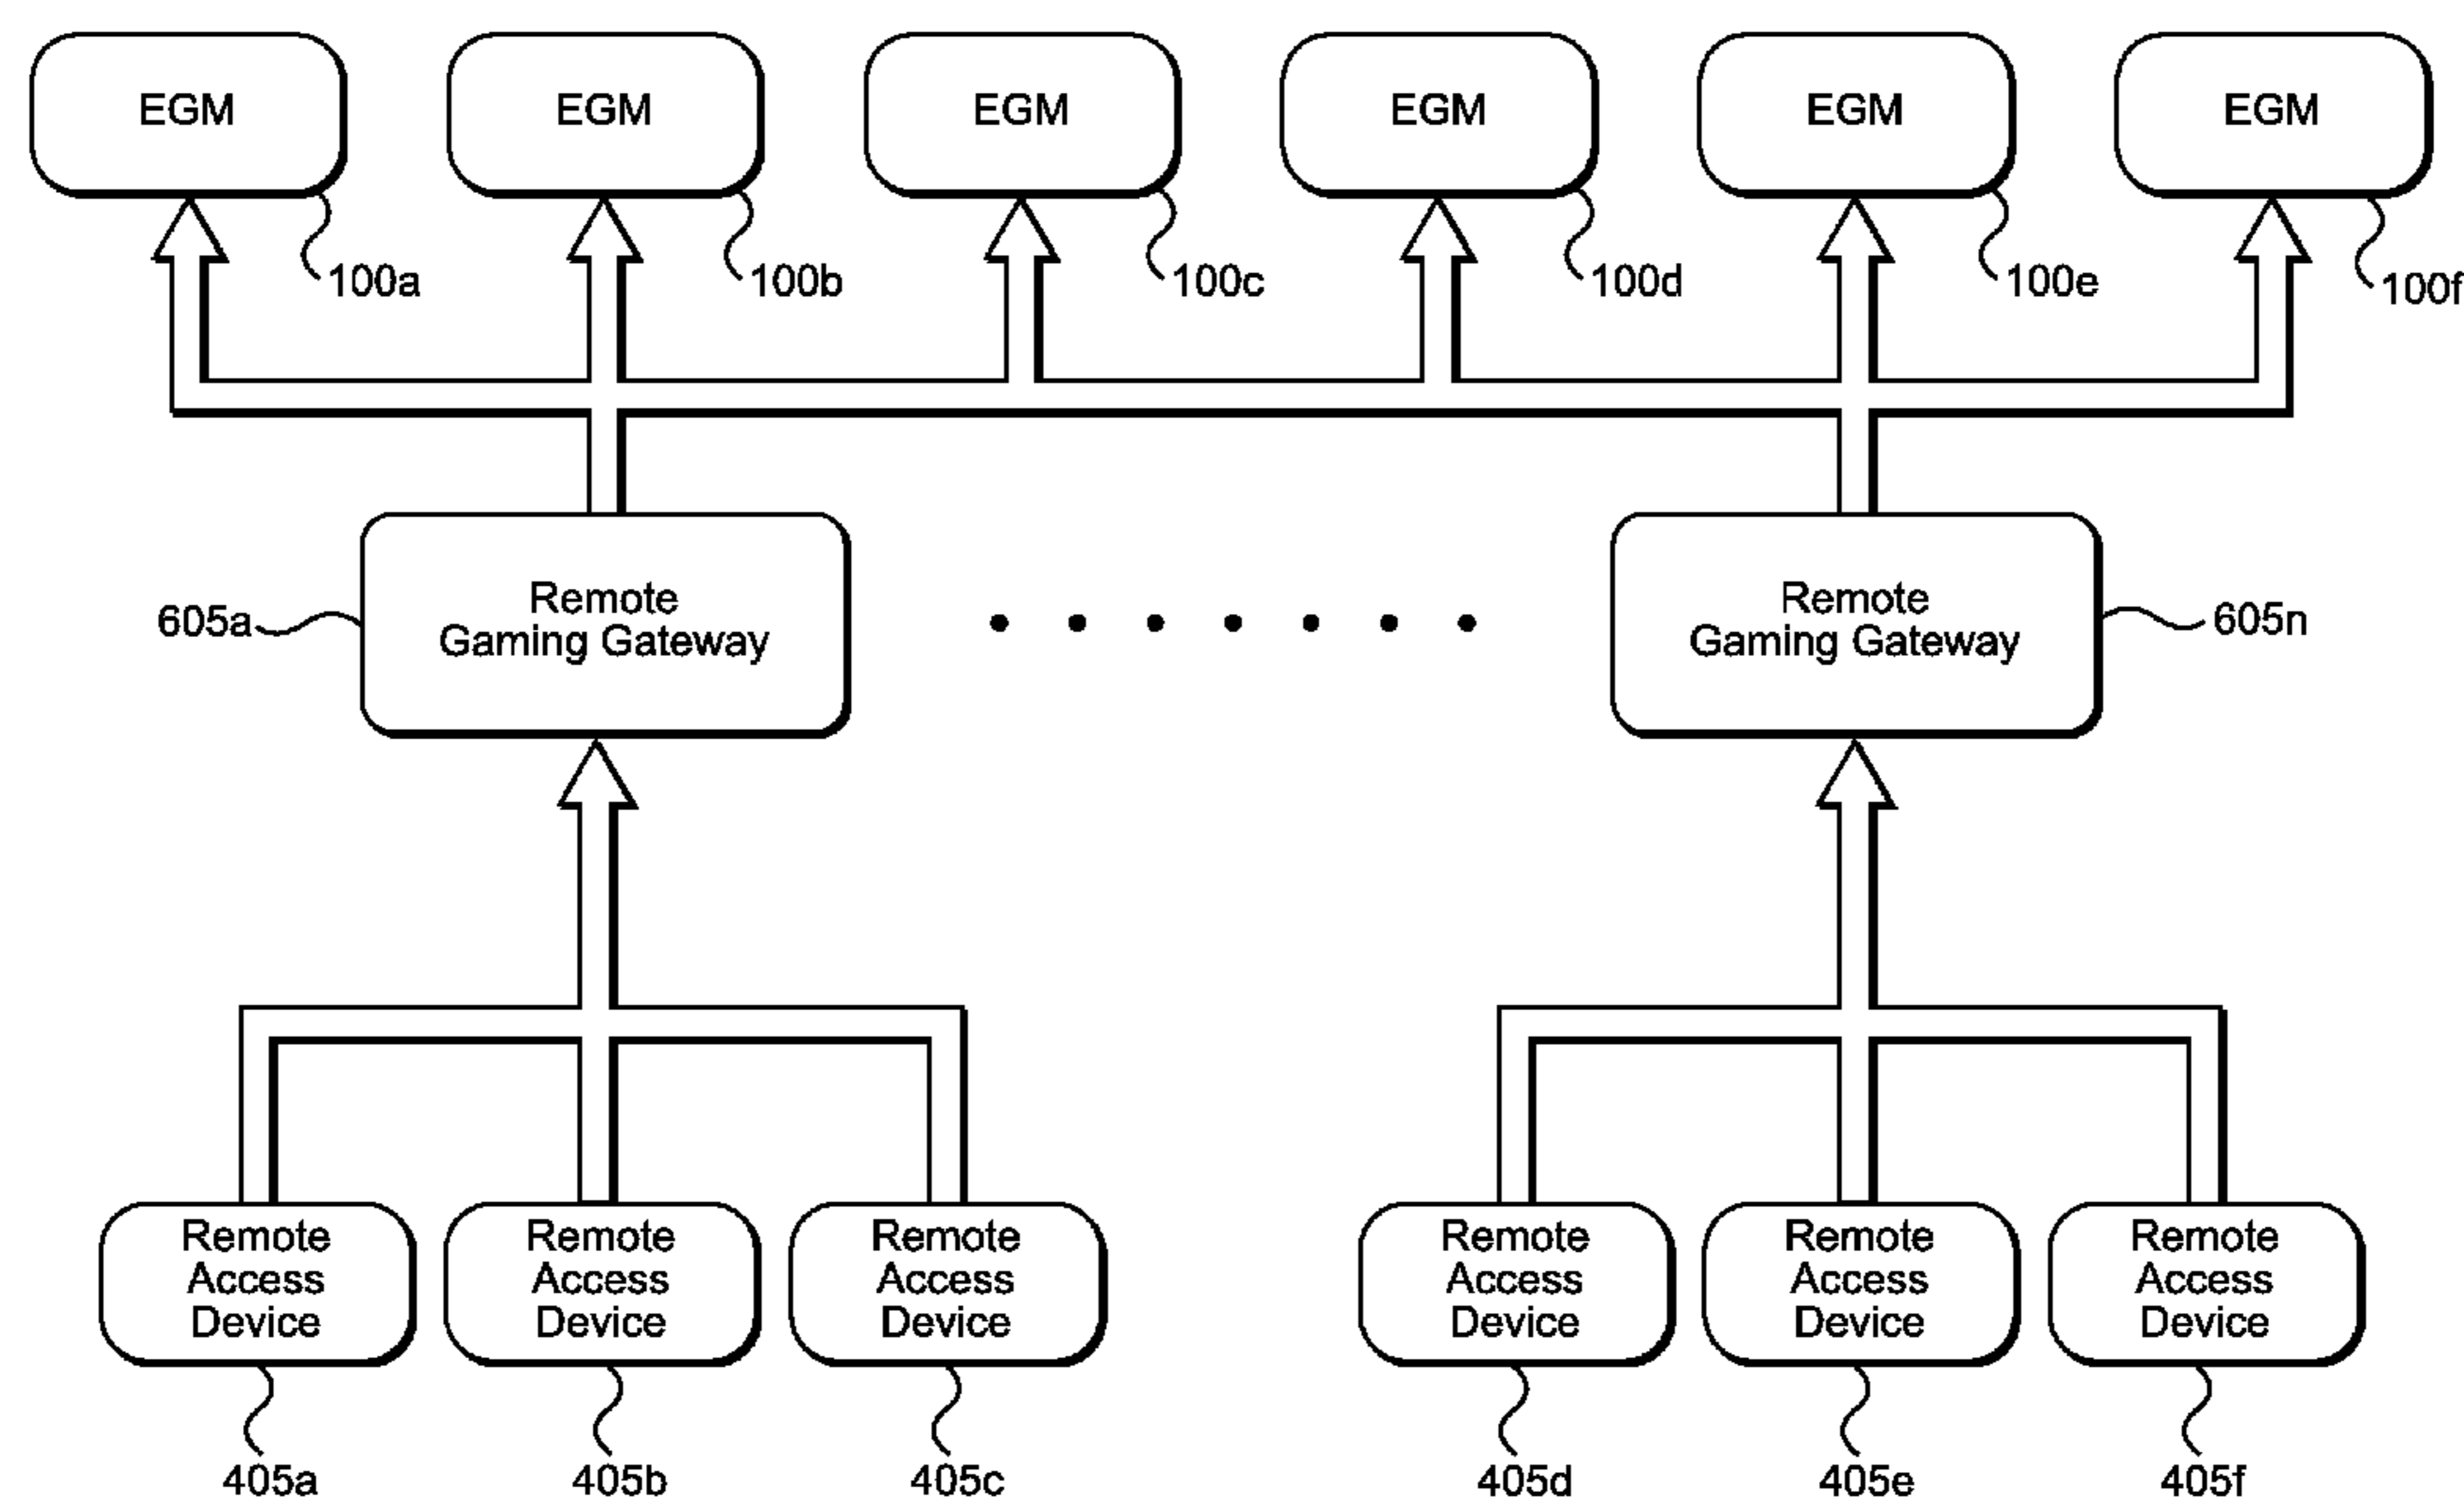 EGM
EGM
EGM
EGM
EGM
EGM
100a
100b
100c
100d
100e
100f
605a
Remote
Gaming Gateway
Remote
Gaming Gateway
605n
Remote
Access
Device
Remote
Access
Device
Remote
Access
Device
Remote
Access
Device
Remote
Access
Device
Remote
Access
Device
405a
405b
405c
405d
405e
405f